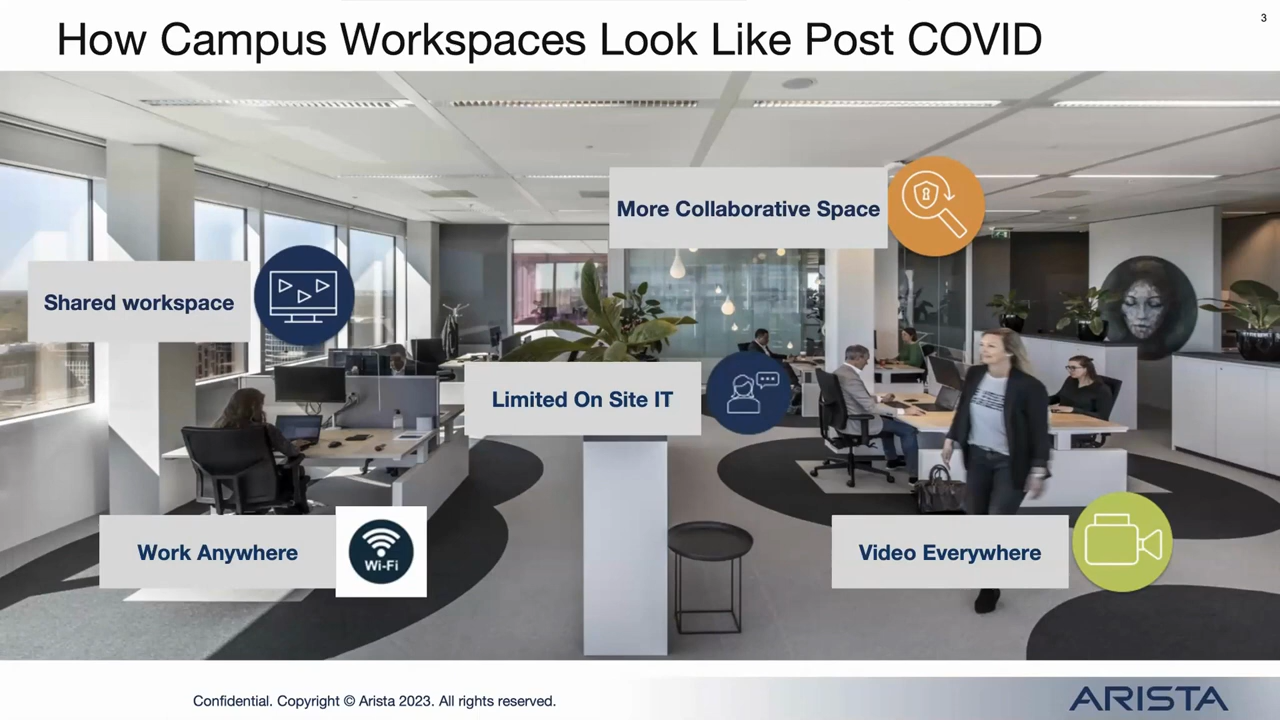 How Campus Workspaces Look Like Post COVID
3
More Collaborative Space
Shared workspace
Limited On Site IT
Work Anywhere
Wi-Fi
Video Everywhere
Confidential. Copyright © Arista 2023. All rights reserved.
ARISTA